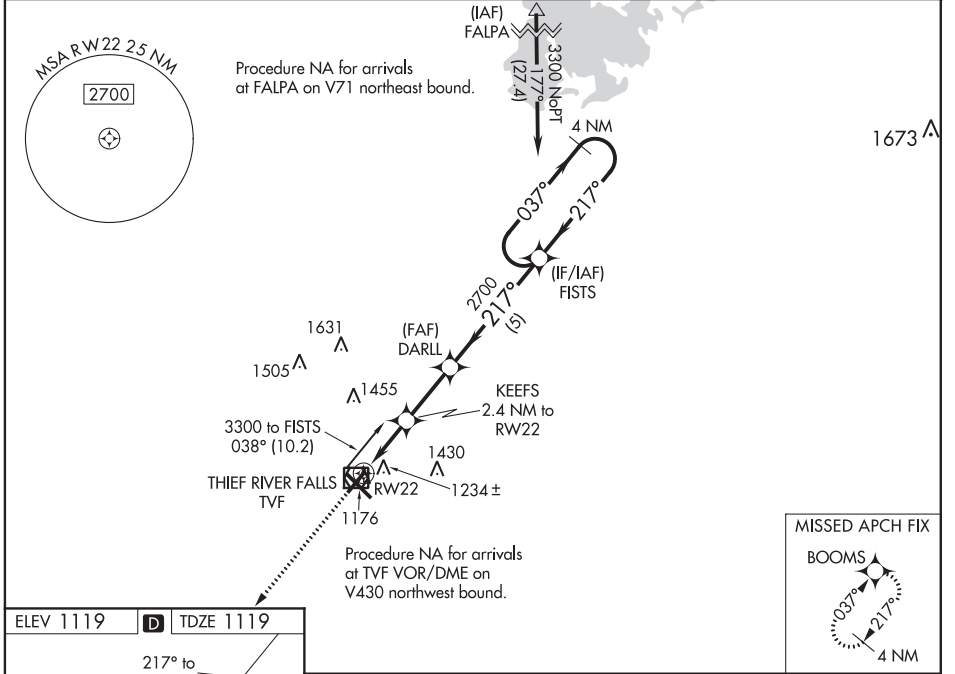 (IAF)
FALPA
3300 NoPT
177°
(27.4)
MSA RW22 25 NM
2700
Procedure NA for arrivals
at FALPA on V71 northeast bound.
4 NM
1673
037°
217°
(IF/IAF)
FISTS
2700
217°
(5)
(FAF)
DARLL
1631
1505
1455
KEEFS
2.4 NM to
RW22
3300 to FISTS
038° (10.2)
1430
THIEF RIVER FALLS
TVF
RW22
1234 ±
1176
Procedure NA for arrivals
at TVF VOR/DME on
V430 northwest bound.
MISSED APCH FIX
BOOMS
037°
217°
4 NM
ELEV 1119
D
TDZE 1119
217° to